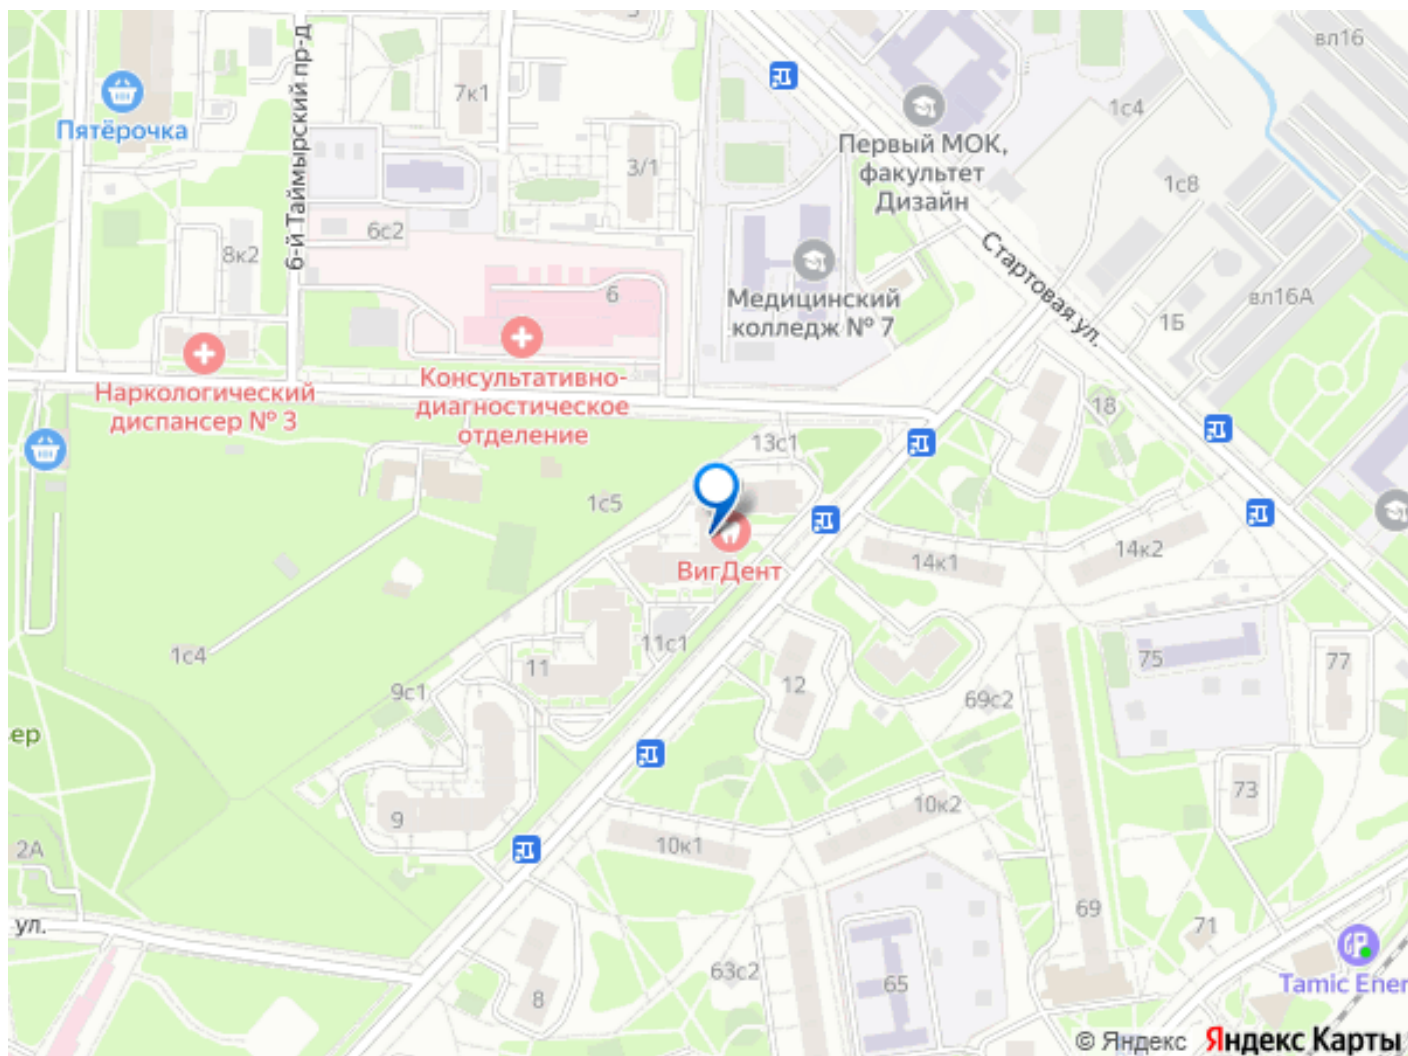 вл16
7к1
1с4
Пятёрочка
6-й Таймырский пр-д
Первый МОК,
факультет
Дизайн
3/1
1с8
6с2
8к2
Стартовая ул.
6
Медицинский
колледж № 7
вл16А
1Б
Наркологический
диспансер № 3
Консультативно-
диагностическое
отделение
18
13с1
1с5
ВигДент
14к1
14к2
11с1
1с4
11
12
75
77
9с1
69с2
ер
73
9
10к2
2А
10к1
69
ул.
71
63с2
65
8
Tamic Ener
© Яндекс Яндекс Карты